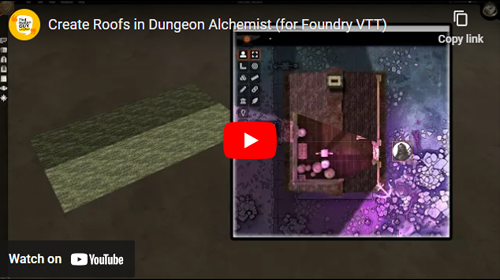 Create Roofs in Dungeon Alchemist (for Foundry VTT)
Copy link
Watch on YouTube